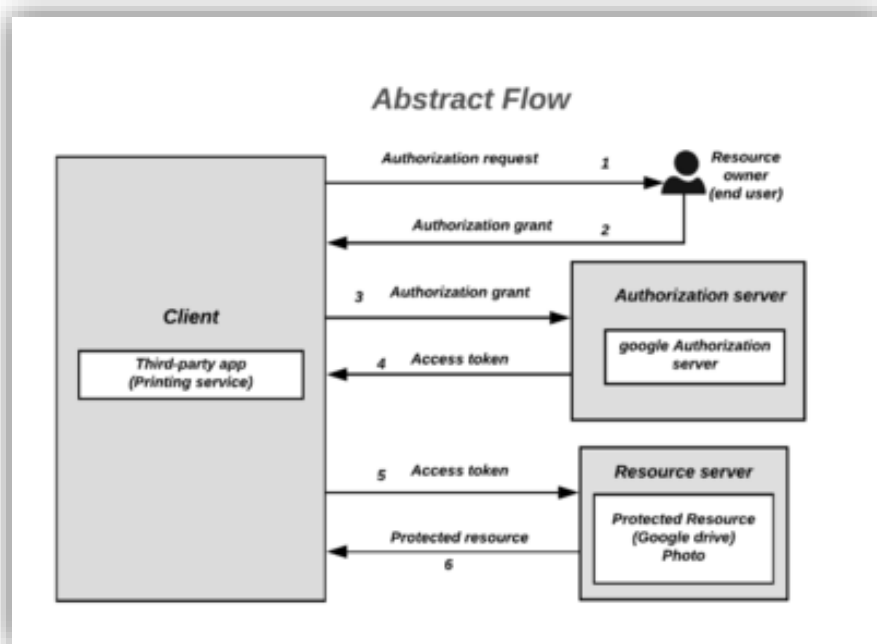 Abstract Flow
Authorization request 1
Resource
owner
(end user)
Authorization grant 2
3 Authorization grant
Authorization server
Client
google Authorization
server
4 Access token
Third-party app
(Printing service)
5 Access token
Resource server
Protected Resource
(Google drive)
Photo
Protected resource
6